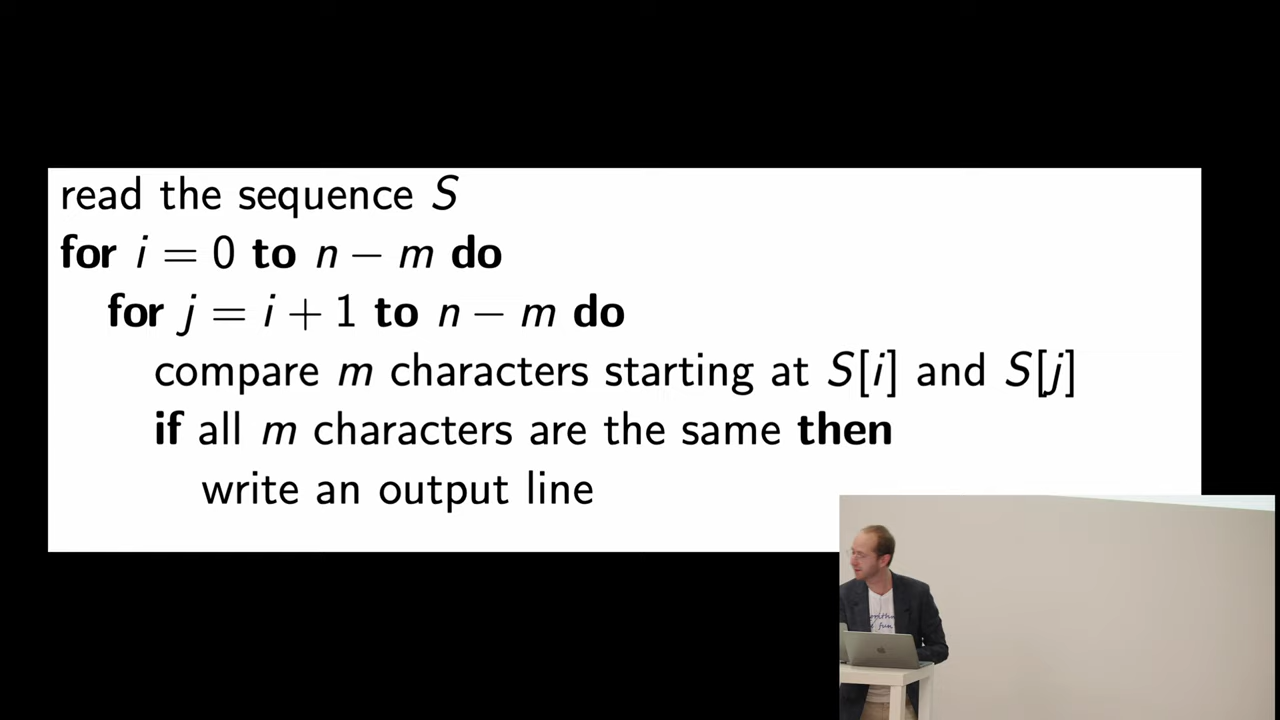 read the sequence S
for i = 0 to n − m do
for j = i + 1 to n − m do
compare m characters starting at S[i] and S[j]
if all m characters are the same then
write an output line